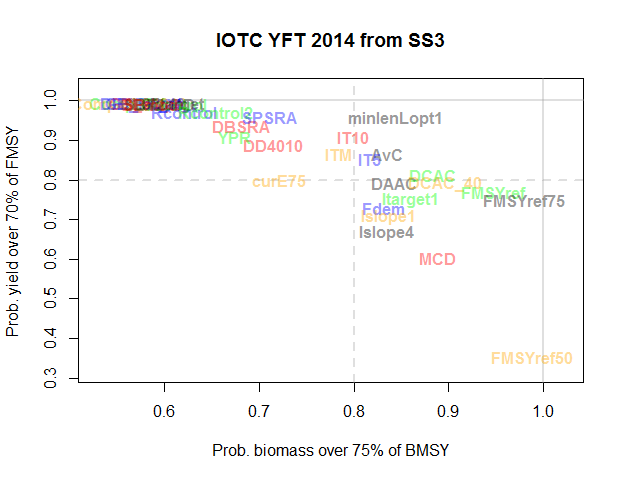 IOTC YFT 2014 from SS3
Prob. yield over 70% of FMSY
1.0
0.9
0.8
0.7
0.6
0.5
0.4
0.3
Rcontrol
SPSRA
minlenLopt1
DBSRA
YPR
DD4010
IT10
ITM
IT5
AvC
curE75
DCAC
DCAC_40
DAAC
FMSYref
Itarget1
FMSYref75
Fdem
Islope1
Islope4
MCD
FMSYref50
0.6
0.7
0.8
0.9
1.0
Prob. biomass over 75% of BMSY